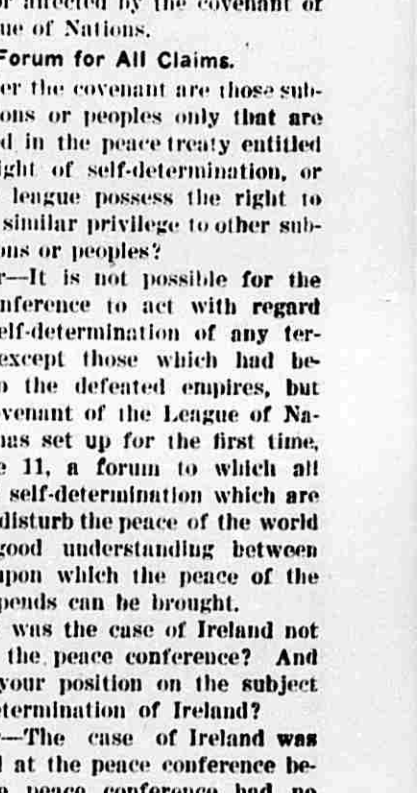 affected by the covenant of
ue of Nations.
Forum for All Claims.
er the covenant are those sub-
ons or peoples only that are
d in the peace treaty entitled
ight of self-determination, or
league possess the right to
similar privilege to other sub-
ons or peoples?
r—It is not possible for the
nference to act with regard
elf-determination of any ter-
except those which had be-
o the defeated empires, but
venant of the League of Na-
has set up for the first time,
e 11, a forum to which all
self-determination which are
disturb the peace of the world
good understanding between
upon which the peace of the
pends can be brought.
was the case of Ireland not
the peace conference? And
your position on the subject
etermination of Ireland?
—The case of Ireland was
d at the peace conference be-
peace conference had no